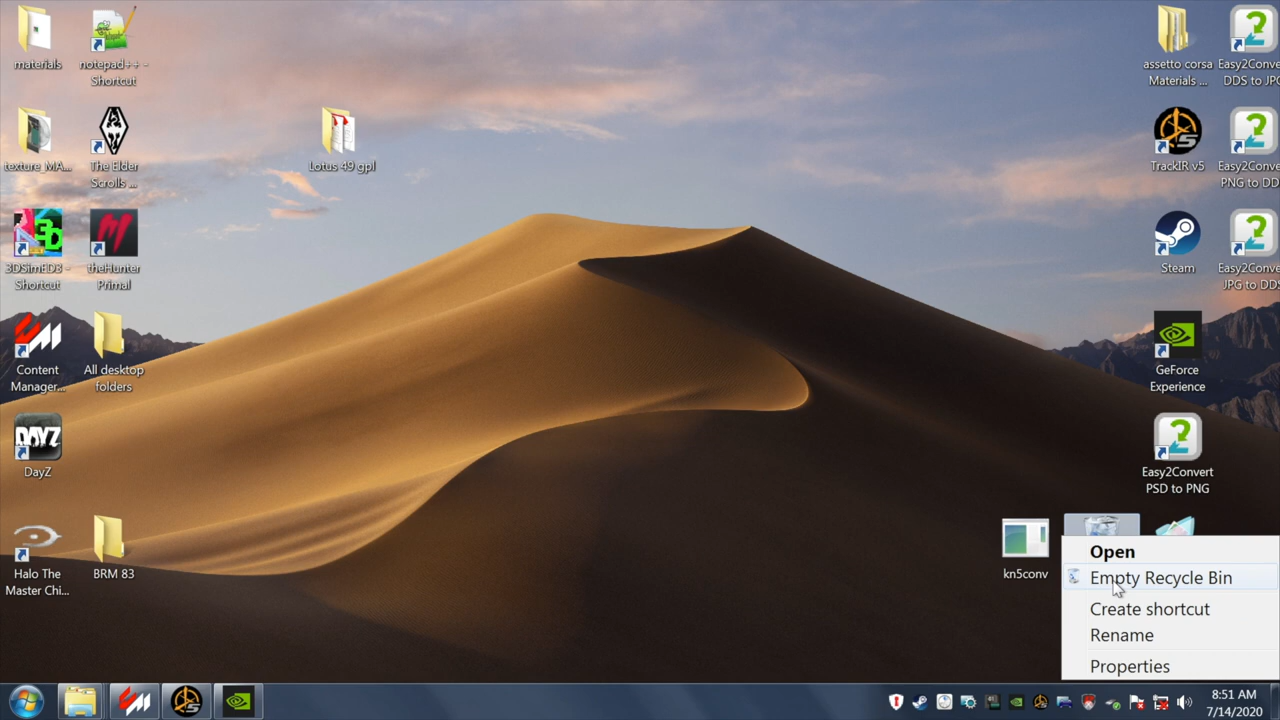 materials
notepad++ -
Shortcut
texture_MA...
The Elder
Scrolls ...
Lotus 49 gpl
3D
3DSimED3 -
Shortcut
theHunter
Primal
Content
Manager...
All desktop
folders
DAYZ
DayZ
Halo The
Master Chi...
BRM 83
assetto corsa
Materials ...
Easy2Conve
DDS to JPG
TrackIR v5
Easy2Conve
PNG to DD
Steam
Easy2Conve
JPG to DDS
GeForce
Experience
Easy2Convert
PSD to PNG
kn5conv
Open
Empty Recycle Bin
Create shortcut
Rename
Properties
8:51 AM
7/14/2020